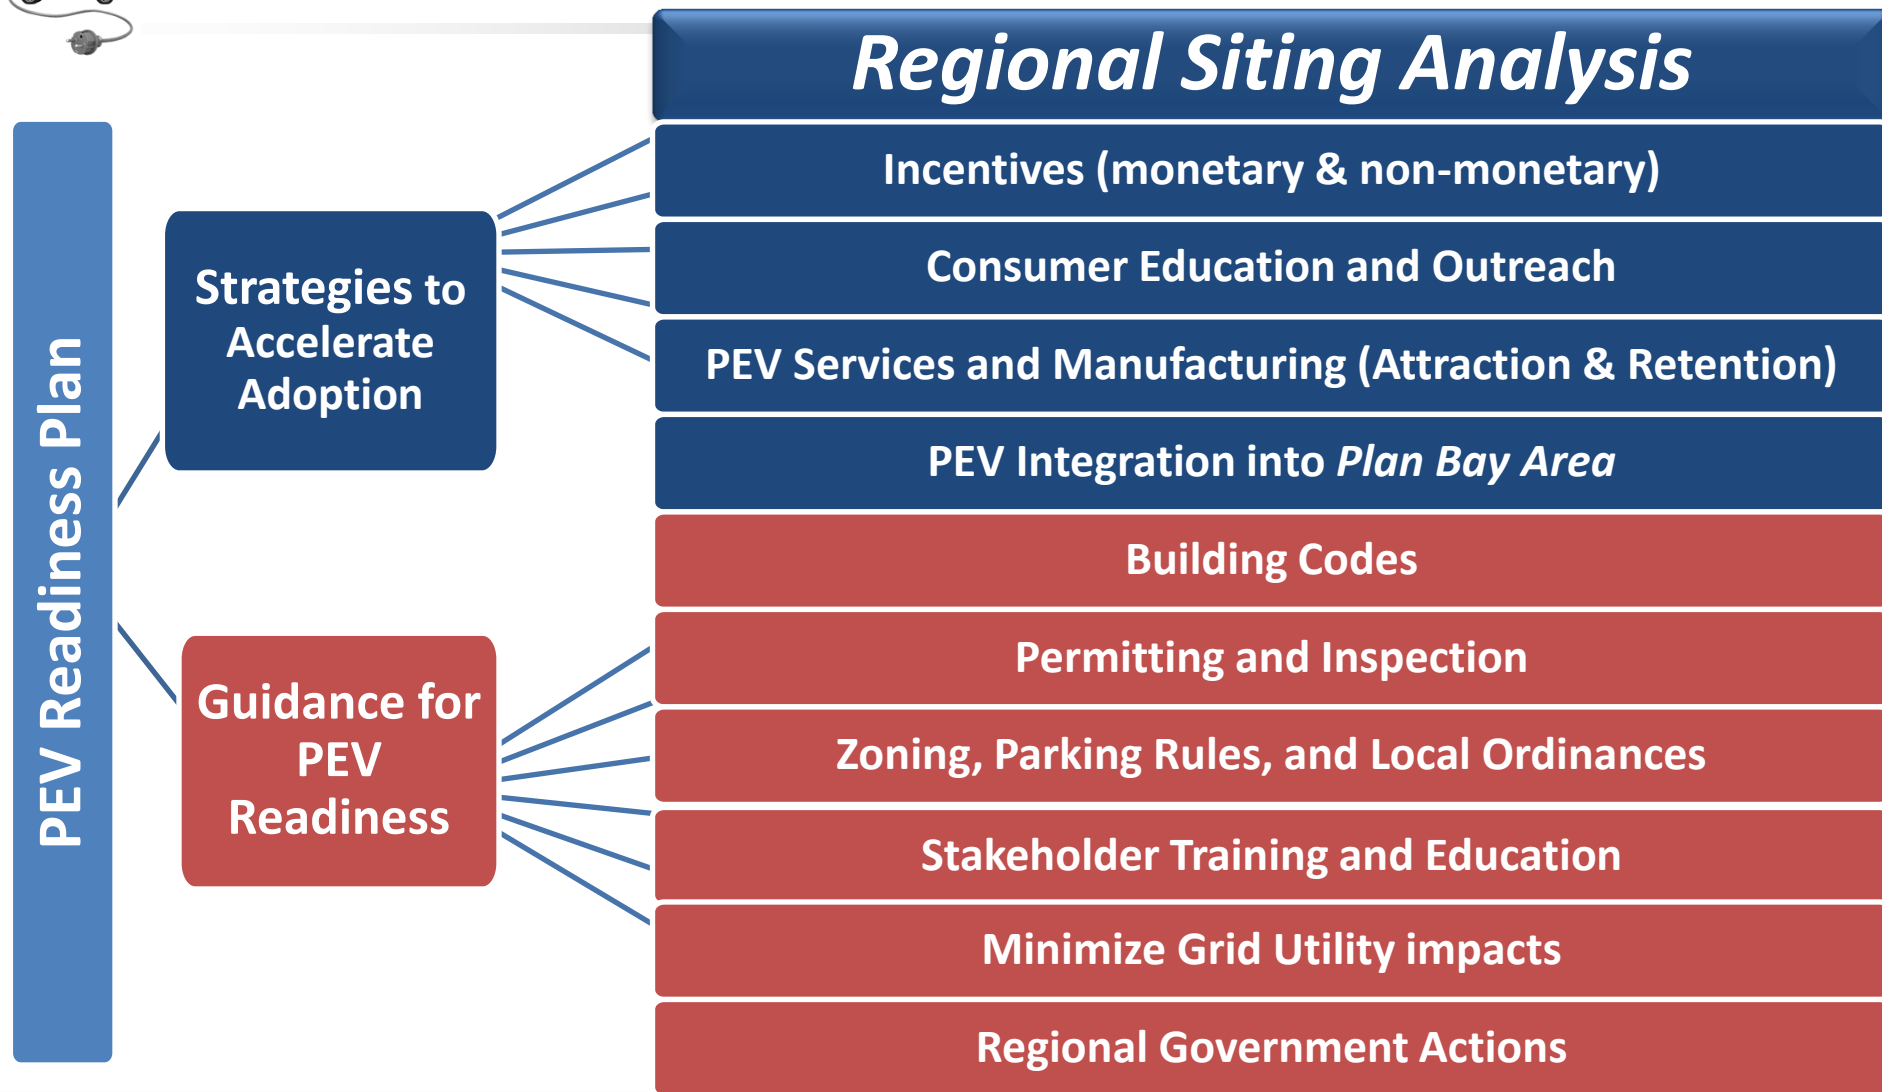 PEV Readiness Plan
Strategies to
Accelerate
Adoption
Guidance for
PEV
Readiness
Regional Siting Analysis
Incentives (monetary & non-monetary)
Consumer Education and Outreach
PEV Services and Manufacturing (Attraction & Retention)
PEV Integration into Plan Bay Area
Building Codes
Permitting and Inspection
Zoning, Parking Rules, and Local Ordinances
Stakeholder Training and Education
Minimize Grid Utility impacts
Regional Government Actions